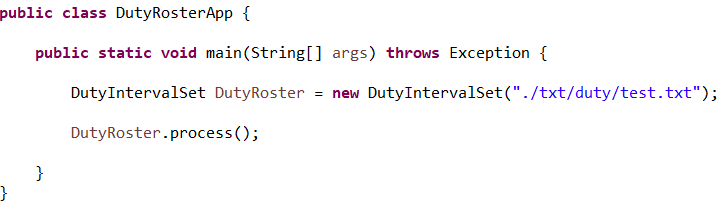 public class DutyRosterApp {
public static void main(String[] args) throws Exception {
DutyIntervalSet DutyRoster = new DutyIntervalSet("./txt/duty/test.txt");
DutyRoster.process();
}
}